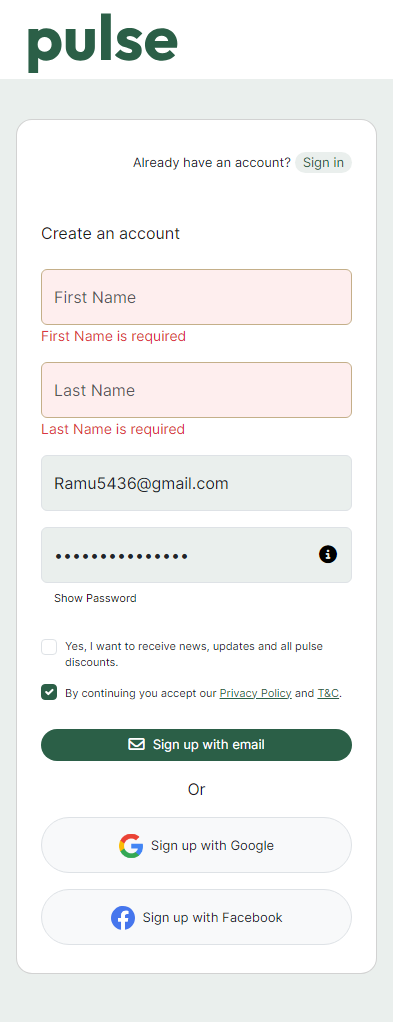 pulse
Already have an account? Sign in
Create an account
First Name
First Name is required
Last Name
Last Name is required
Ramu5436@gmail.com
•••••••••••••••
Show Password
Yes, I want to receive news, updates and all pulse
discounts.
By continuing you accept our Privacy Policy and T&C.
Sign up with email
Or
Sign up with Google
Sign up with Facebook